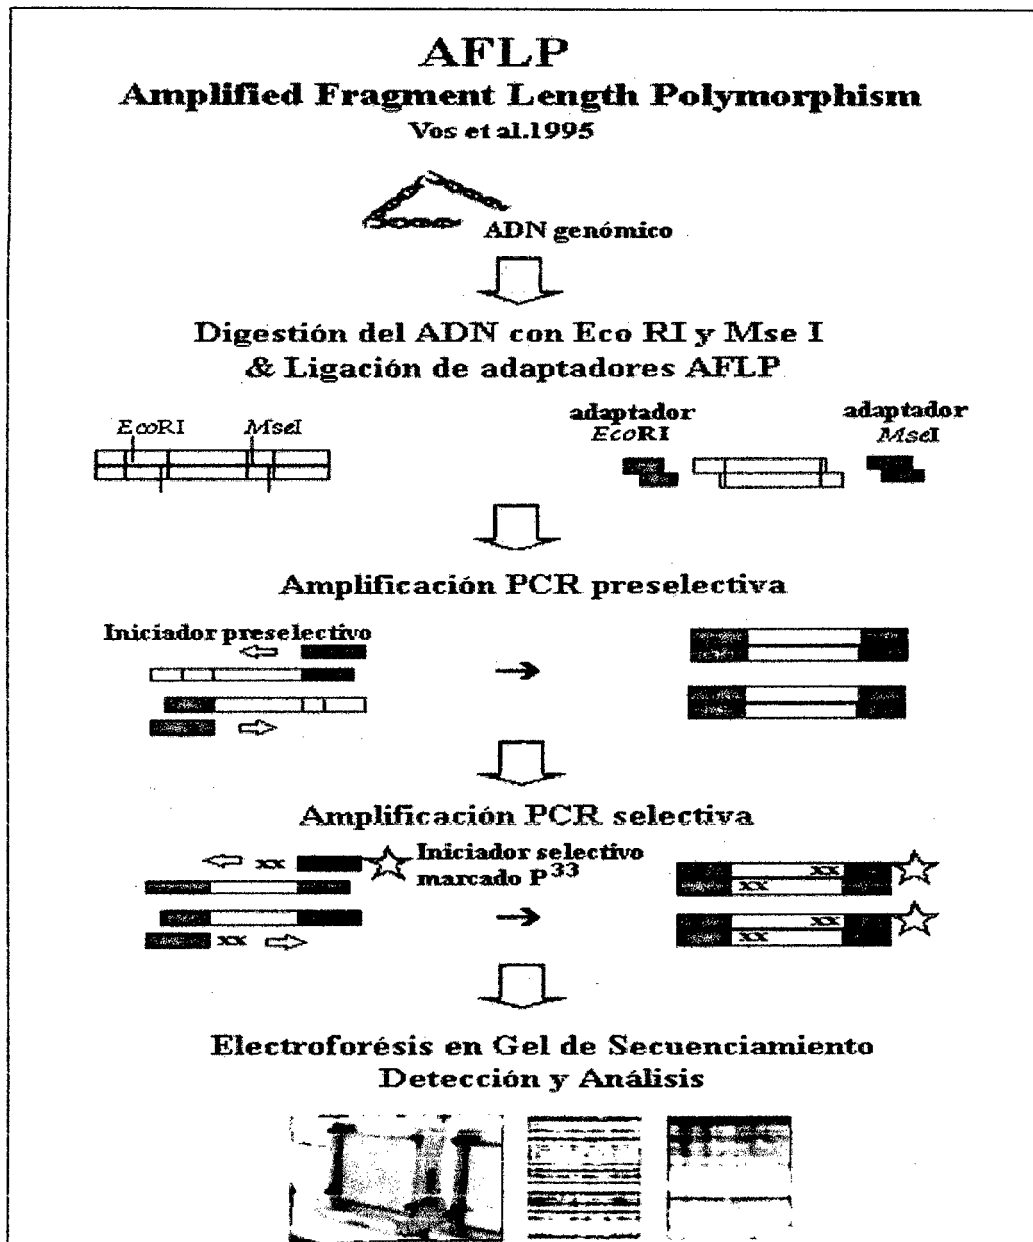 AFLP
Amplified Fragment Length Polymorphism
Vos et al.1995
ADN genómico
Digestión del ADN con Eco RI y Mse I
& Ligación de adaptadores AFLP
EcoRI MseI
adaptador EcoRI
adaptador MseI
Amplificación PCR preselectiva
Iniciador preselectivo
Amplificación PCR selectiva
xx Iniciador selectivo xx
marcado P33 xx
xx xx
xx
Electroforésis en Gel de Secuenciamiento
Detección y Análisis